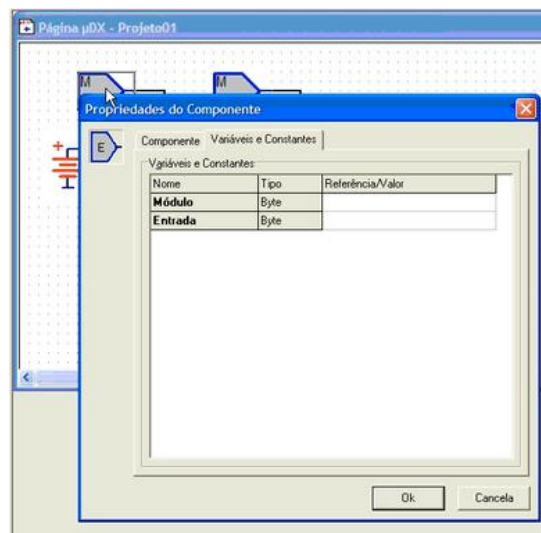 Página µDX - Projeto01
M M
Propriedades do Componente
E
Componente Variáveis e Constantes
Variáveis e Constantes
Nome Tipo Referência/Valor
Módulo Byte
Entrada Byte
Ok Cancela